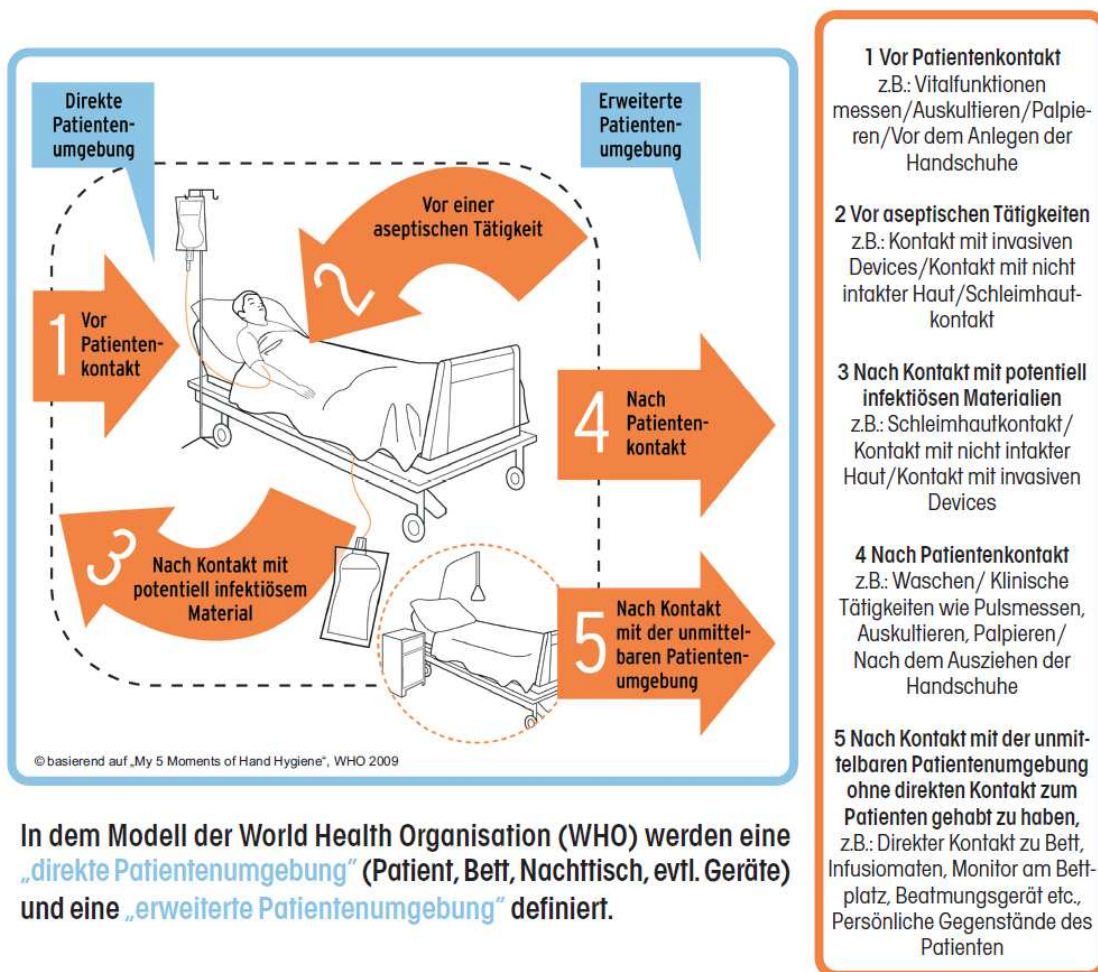 Direkte
Patienten-
umgebung
Erweiterte
Patienten-
umgebung
Vor einer
aseptischen Tätigkeit
2
1
Vor
Patienten-
kontakt
4
Nach
Patienten-
kontakt
3
Nach Kontakt mit
potentiell infektiösem
Material
5
Nach Kontakt
mit der unmittel-
baren Patienten-
umgebung
© basierend auf „My 5 Moments of Hand Hygiene“, WHO 2009
In dem Modell der World Health Organisation (WHO) werden eine
„direkte Patientenumgebung“ (Patient, Bett, Nachttisch, evtl. Geräte)
und eine „erweiterte Patientenumgebung“ definiert.
1 Vor Patientenkontakt
z.B.: Vitalfunktionen
messen/Auskultieren/Palpie-
ren/Vor dem Anlegen der
Handschuhe
2 Vor aseptischen Tätigkeiten
z.B.: Kontakt mit invasiven
Devices/Kontakt mit nicht
intakter Haut/Schleimhaut-
kontakt
3 Nach Kontakt mit potentiell
infektiösen Materialien
z.B.: Schleimhautkontakt/
Kontakt mit nicht intakter
Haut/Kontakt mit invasiven
Devices
4 Nach Patientenkontakt
z.B.: Waschen/ Klinische
Tätigkeiten wie Pulsmessen,
Auskultieren, Palpieren/
Nach dem Ausziehen der
Handschuhe
5 Nach Kontakt mit der unmit-
telbaren Patientenumgebung
ohne direkten Kontakt zum
Patienten gehabt zu haben,
z.B.: Direkter Kontakt zu Bett,
Infusiomaten, Monitor am Bett-
platz, Beatmungsgerät etc.,
Persönliche Gegenstände des
Patienten